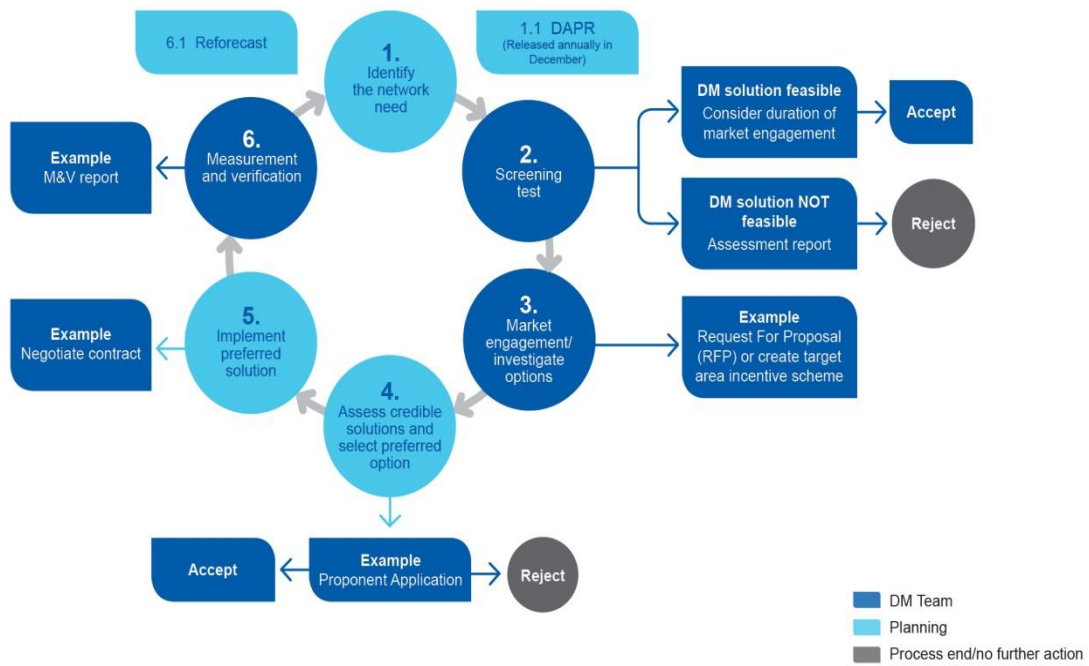 6.1 Reforecast
1.
Identify
the network
need
1.1 DAPR
(Released annually in
December)
DM solution feasible
Consider duration of
market engagement
Accept
6.
Measurement
and verification
Example
M&V report
2.
Screening
test
DM solution NOT
feasible
Assessment report
Reject
5.
Implement
preferred
solution
Example
Negotiate contract
3.
Market
engagement/
investigate
options
Example
Request For Proposal
(RFP) or create target
area incentive scheme
4.
Assess credible
solutions and
select preferred
option
Accept
Example
Proponent Application
Reject
DM Team
Planning
Process end/no further action